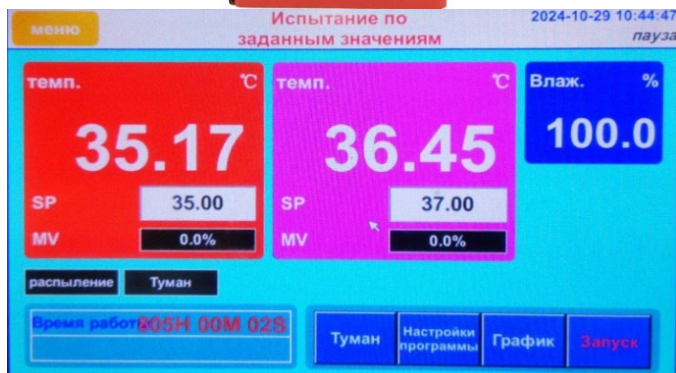 меню
Испытание по
заданным значениям
2024-10-29 10:44:47
пауза
темп. ℃
35.17
SP 35.00
MV 0.0%
темп. ℃
36.45
SP 37.00
MV 0.0%
Влаж. %
100.0
распыление
Туман
Время работы 805H 00M 02S
Туман
Настройки
программы
График
Запуск